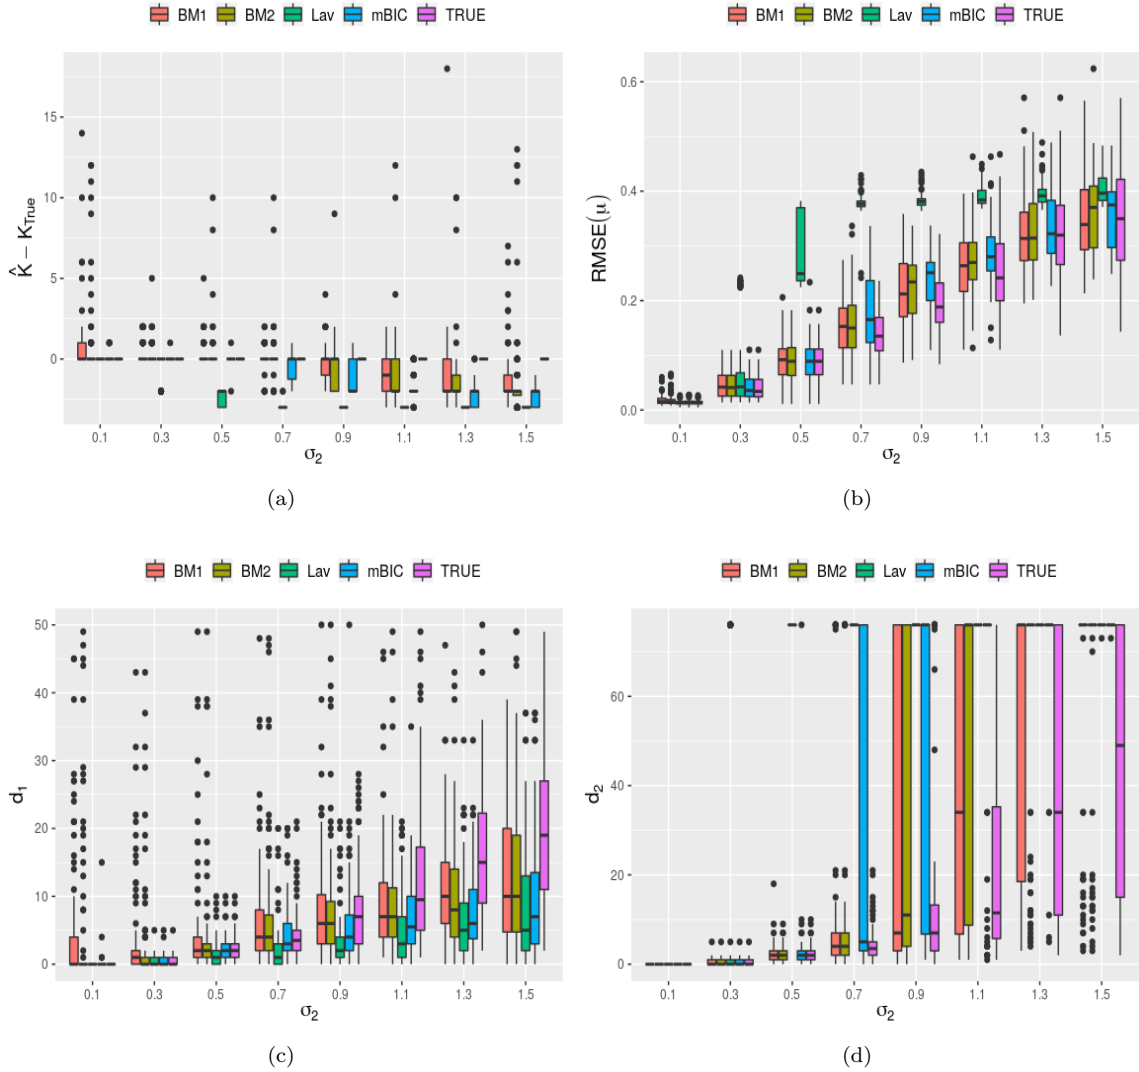 BM1 BM2 Lav mBIC TRUE
15
10
5
0
K̂ − K_True
0.1 0.3 0.5 0.7 0.9 1.1 1.3 1.5
σ₂
(a)
BM1 BM2 Lav mBIC TRUE
0.6
0.4
0.2
0.0
RMSE(μ)
0.1 0.3 0.5 0.7 0.9 1.1 1.3 1.5
σ₂
(b)
BM1 BM2 Lav mBIC TRUE
50
40
30
20
10
0
d₁
0.1 0.3 0.5 0.7 0.9 1.1 1.3 1.5
σ₂
(c)
BM1 BM2 Lav mBIC TRUE
60
40
20
0
d₂
0.1 0.3 0.5 0.7 0.9 1.1 1.3 1.5
σ₂
(d)